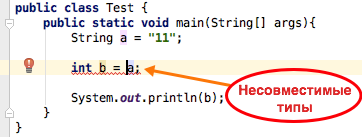 public class Test {
public static void main(String[] args){
String a = "11";
int b = a;
Несовместимые
типы
System.out.println(b);
}
}